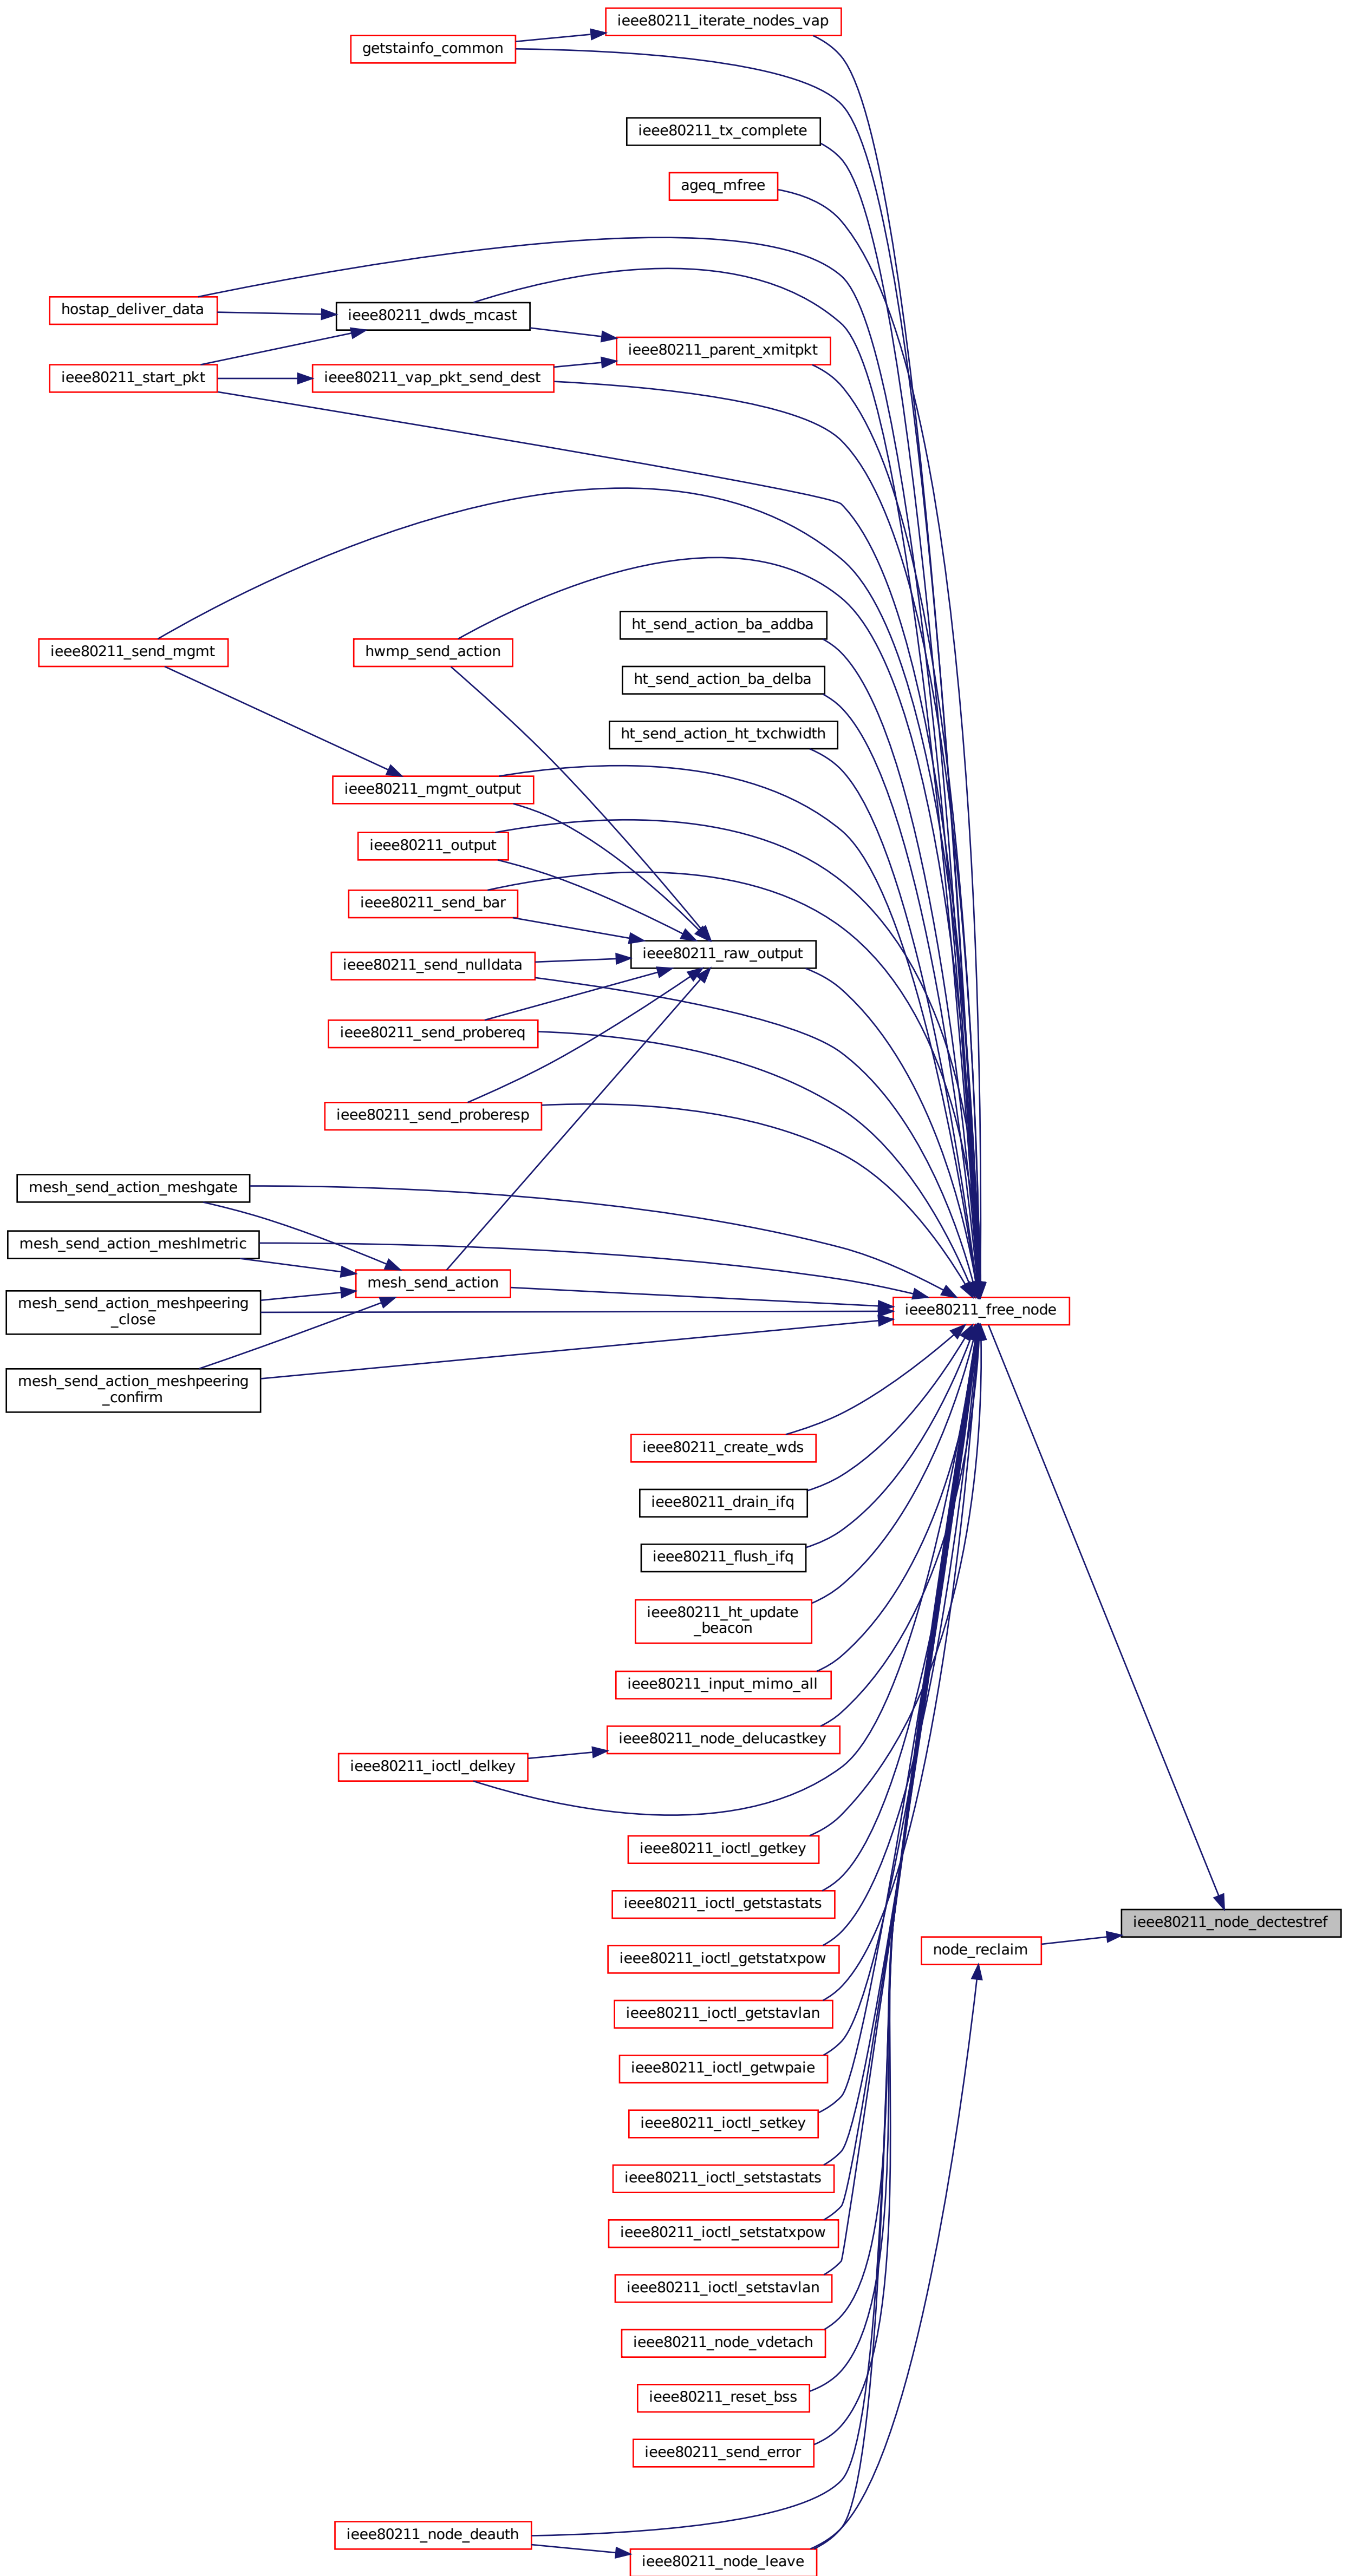 ieee80211_iterate_nodes_vap
getstainfo_common
ieee80211_tx_complete
ageq_mfree
hostap_deliver_data
ieee80211_dwds_mcast
ieee80211_parent_xmitpkt
ieee80211_start_pkt
ieee80211_vap_pkt_send_dest
ht_send_action_ba_addba
ieee80211_send_mgmt
hwmp_send_action
ht_send_action_ba_delba
ht_send_action_ht_txchwidth
ieee80211_mgmt_output
ieee80211_output
ieee80211_send_bar
ieee80211_raw_output
ieee80211_send_nulldata
ieee80211_send_probereq
ieee80211_send_proberesp
mesh_send_action_meshgate
mesh_send_action_meshlmetric
mesh_send_action
mesh_send_action_meshpeering
_close
ieee80211_free_node
mesh_send_action_meshpeering
_confirm
ieee80211_create_wds
ieee80211_drain_ifq
ieee80211_flush_ifq
ieee80211_ht_update
_beacon
ieee80211_input_mimo_all
ieee80211_node_delucastkey
ieee80211_ioctl_delkey
ieee80211_ioctl_getkey
ieee80211_ioctl_getstastats
ieee80211_node_dectestref
node_reclaim
ieee80211_ioctl_getstatxpow
ieee80211_ioctl_getstavlan
ieee80211_ioctl_getwpaie
ieee80211_ioctl_setkey
ieee80211_ioctl_setstastats
ieee80211_ioctl_setstatxpow
ieee80211_ioctl_setstavlan
ieee80211_node_vdetach
ieee80211_reset_bss
ieee80211_send_error
ieee80211_node_deauth
ieee80211_node_leave